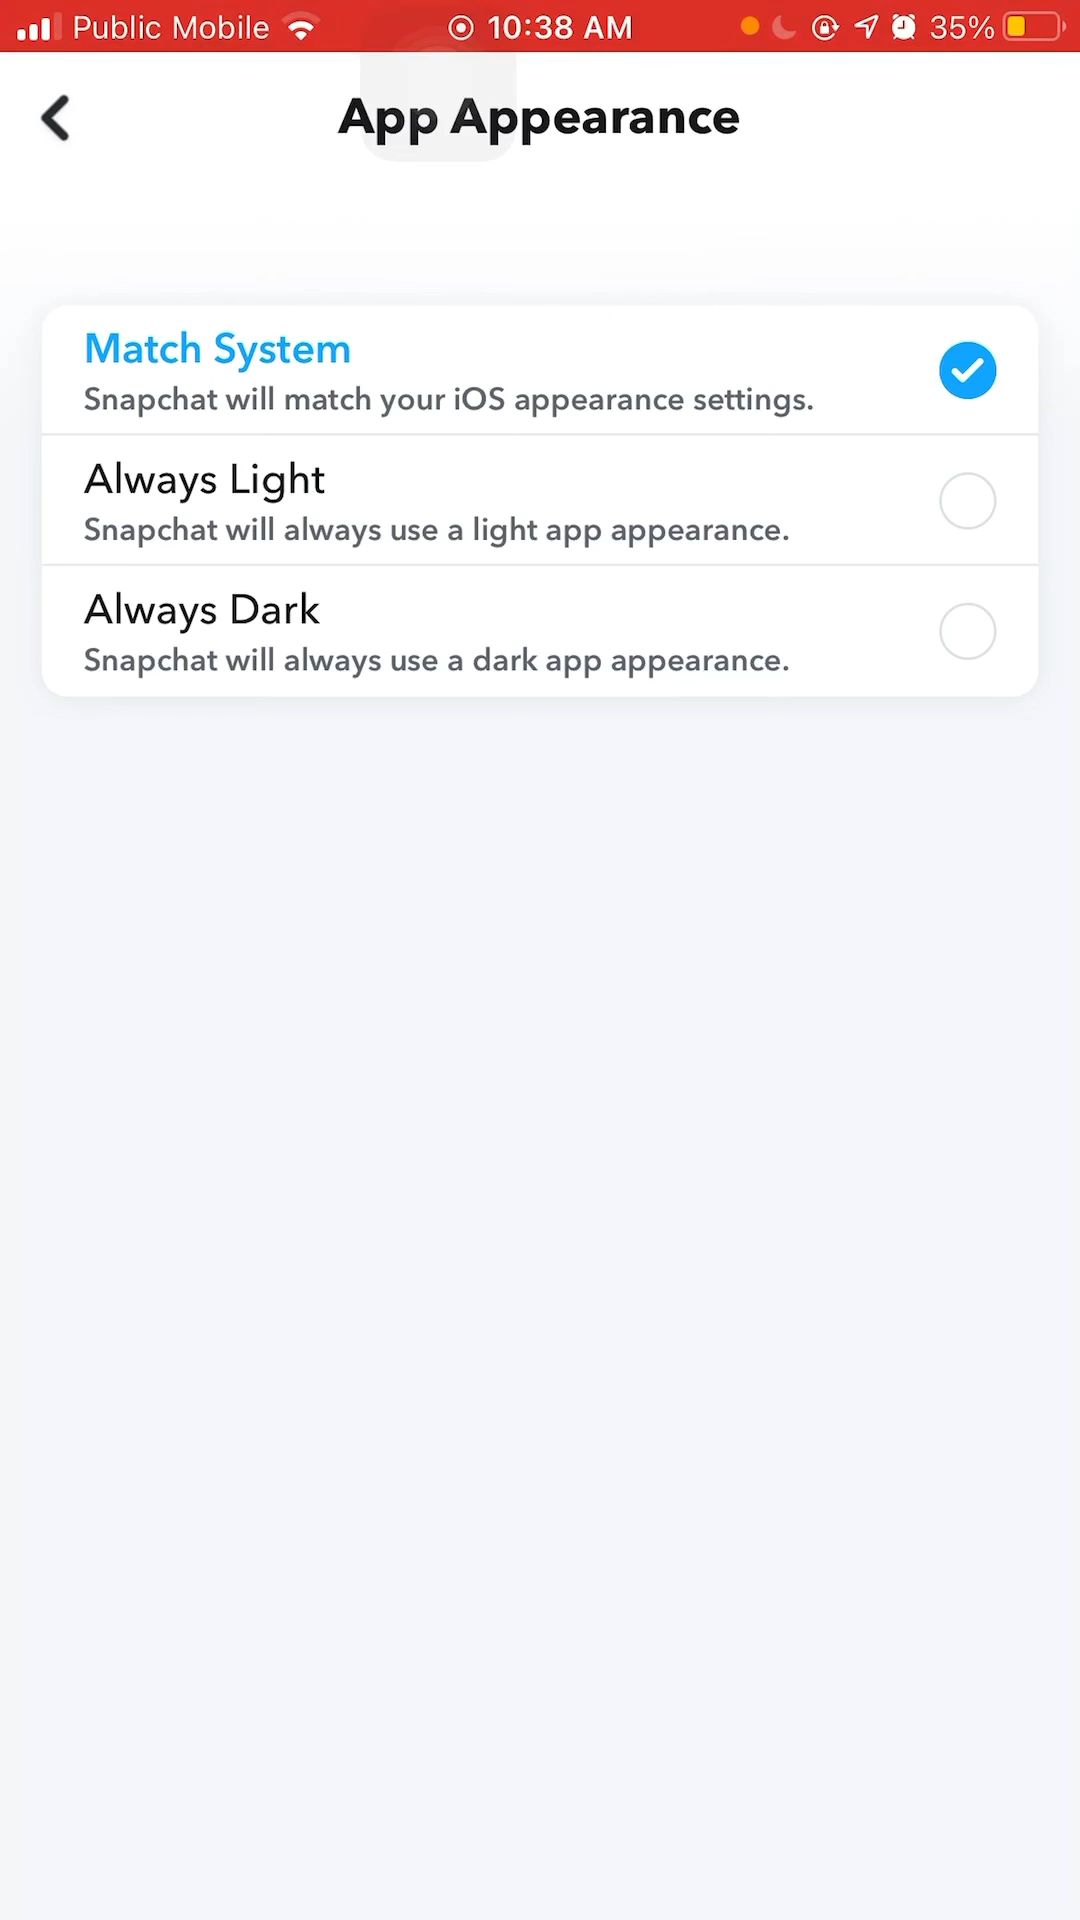 Public Mobile 10:38 AM 35%
App Appearance
Match System
Snapchat will match your iOS appearance settings.
Always Light
Snapchat will always use a light app appearance.
Always Dark
Snapchat will always use a dark app appearance.